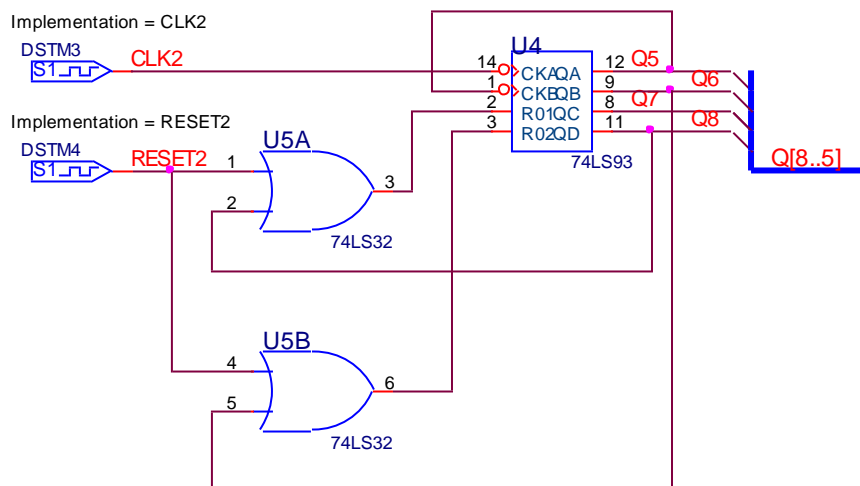 Implementation = CLK2
DSTM3
S1
CLK2
Implementation = RESET2
DSTM4
S1
RESET2
U5A
1
2
3
74LS32
U5B
4
5
6
74LS32
U4
14 CKA QA 12 Q5
1 CKB QB 9 Q6
2 R01 QC 8 Q7
3 R02 QD 11 Q8
74LS93
Q[8..5]